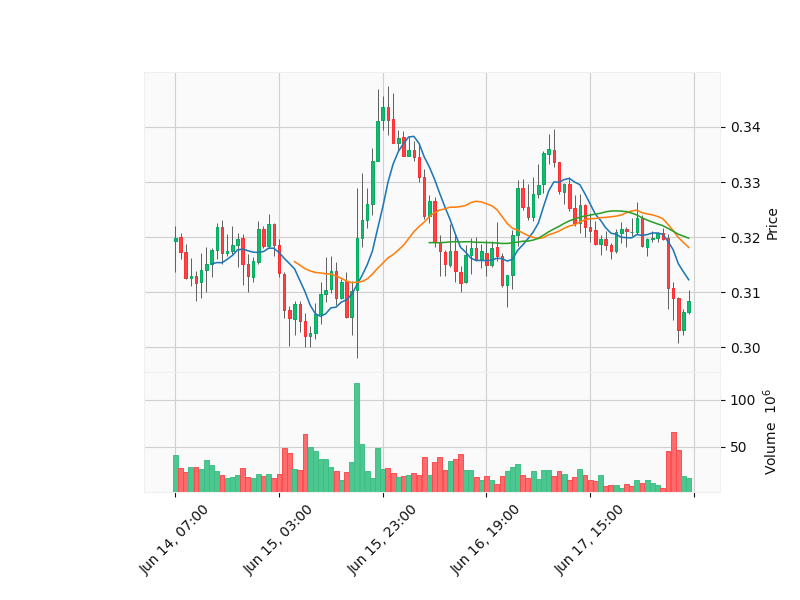 0.34
0.33
0.32
0.31
0.30
Price
100
50
Volume 10^6
Jun 14, 07:00
Jun 15, 03:00
Jun 15, 23:00
Jun 16, 19:00
Jun 17, 15:00